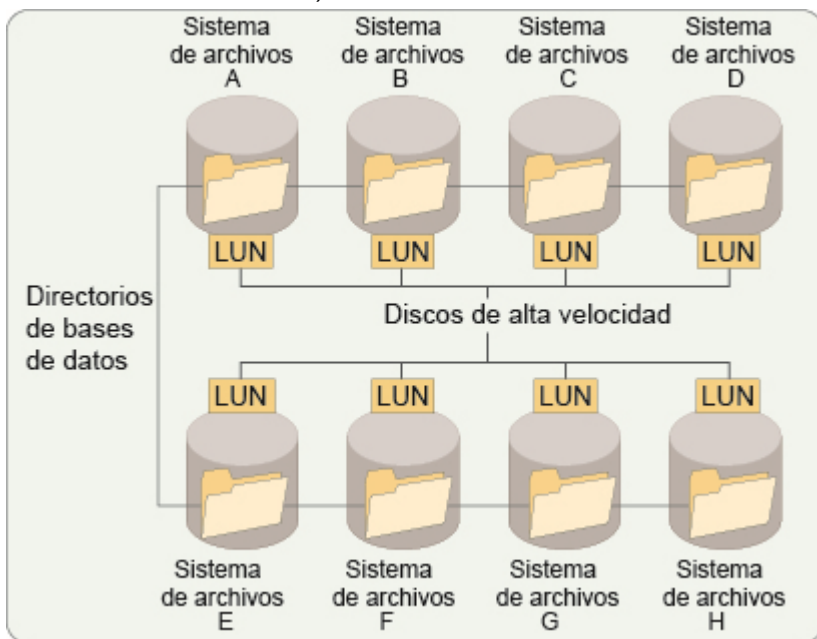 Sistema
de archivos
A
Sistema
de archivos
B
Sistema
de archivos
C
Sistema
de archivos
D
LUN
LUN
LUN
LUN
Directorios
de bases
de datos
Discos de alta velocidad
LUN
LUN
LUN
LUN
Sistema
de archivos
E
Sistema
de archivos
F
Sistema
de archivos
G
Sistema
de archivos
H